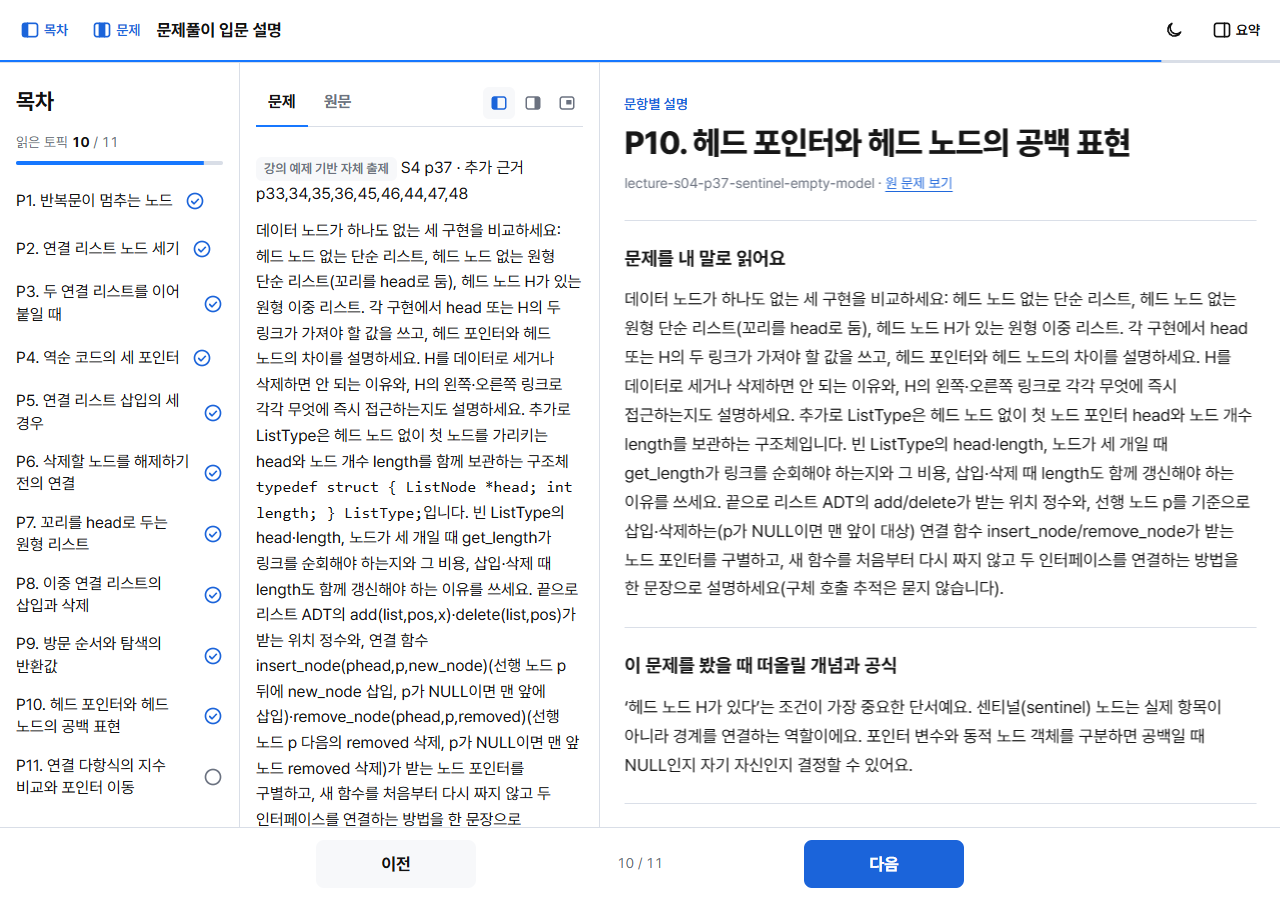 목차
문제
문제풀이 입문 설명
요약
목차
읽은 토픽 10 / 11
P1. 반복문이 멈추는 노드
P2. 연결 리스트 노드 세기
P3. 두 연결 리스트를 이어
붙일 때
P4. 역순 코드의 세 포인터
P5. 연결 리스트 삽입의 세
경우
P6. 삭제할 노드를 해제하기
전의 연결
P7. 꼬리를 head로 두는
원형 리스트
P8. 이중 연결 리스트의
삽입과 삭제
P9. 방문 순서와 탐색의
반환값
P10. 헤드 포인터와 헤드
노드의 공백 표현
P11. 연결 다항식의 지수
비교와 포인터 이동
문제
원문
강의 예제 기반 자체 출제 S4 p37 · 추가 근거
p33,34,35,36,45,46,44,47,48
데이터 노드가 하나도 없는 세 구현을 비교하세요:
헤드 노드 없는 단순 리스트, 헤드 노드 없는 원형
단순 리스트(꼬리를 head로 둠), 헤드 노드 H가 있는
원형 이중 리스트. 각 구현에서 head 또는 H의 두
링크가 가져야 할 값을 쓰고, 헤드 포인터와 헤드
노드의 차이를 설명하세요. H를 데이터로 세거나
삭제하면 안 되는 이유와, H의 왼쪽·오른쪽 링크로
각각 무엇에 즉시 접근하는지도 설명하세요. 추가로
ListType은 헤드 노드 없이 첫 노드를 가리키는
head와 노드 개수 length를 함께 보관하는 구조체
typedef struct { ListNode *head; int
length; } ListType;입니다. 빈 ListType의
head·length, 노드가 세 개일 때 get_length가
링크를 순회해야 하는지와 그 비용, 삽입·삭제 때
length도 함께 갱신해야 하는 이유를 쓰세요. 끝으로
리스트 ADT의 add(list,pos,x)·delete(list,pos)가
받는 위치 정수와, 연결 함수
insert_node(phead,p,new_node)(선행 노드 p
뒤에 new_node 삽입, p가 NULL이면 맨 앞에
삽입)·remove_node(phead,p,removed)(선행
노드 p 다음의 removed 삭제, p가 NULL이면 맨 앞
노드 removed 삭제)가 받는 노드 포인터를
구별하고, 새 함수를 처음부터 다시 짜지 않고 두
인터페이스를 연결하는 방법을 한 문장으로
문항별 설명
P10. 헤드 포인터와 헤드 노드의 공백 표현
lecture-s04-p37-sentinel-empty-model · 원 문제 보기
문제를 내 말로 읽어요
데이터 노드가 하나도 없는 세 구현을 비교하세요: 헤드 노드 없는 단순 리스트, 헤드 노드 없는
원형 단순 리스트(꼬리를 head로 둠), 헤드 노드 H가 있는 원형 이중 리스트. 각 구현에서 head
또는 H의 두 링크가 가져야 할 값을 쓰고, 헤드 포인터와 헤드 노드의 차이를 설명하세요. H를
데이터로 세거나 삭제하면 안 되는 이유와, H의 왼쪽·오른쪽 링크로 각각 무엇에 즉시
접근하는지도 설명하세요. 추가로 ListType은 헤드 노드 없이 첫 노드 포인터 head와 노드 개수
length를 보관하는 구조체입니다. 빈 ListType의 head·length, 노드가 세 개일 때
get_length가 링크를 순회해야 하는지와 그 비용, 삽입·삭제 때 length도 함께 갱신해야 하는
이유를 쓰세요. 끝으로 리스트 ADT의 add/delete가 받는 위치 정수와, 선행 노드 p를 기준으로
삽입·삭제하는(p가 NULL이면 맨 앞이 대상) 연결 함수 insert_node/remove_node가 받는
노드 포인터를 구별하고, 새 함수를 처음부터 다시 짜지 않고 두 인터페이스를 연결하는 방법을
한 문장으로 설명하세요(구체 호출 추적은 묻지 않습니다).
이 문제를 봤을 때 떠올릴 개념과 공식
‘헤드 노드 H가 있다’는 조건이 가장 중요한 단서예요. 센티널(sentinel) 노드는 실제 항목이
아니라 경계를 연결하는 역할이에요. 포인터 변수와 동적 노드 객체를 구분하면 공백일 때
NULL인지 자기 자신인지 결정할 수 있어요.
이전
10 / 11
다음